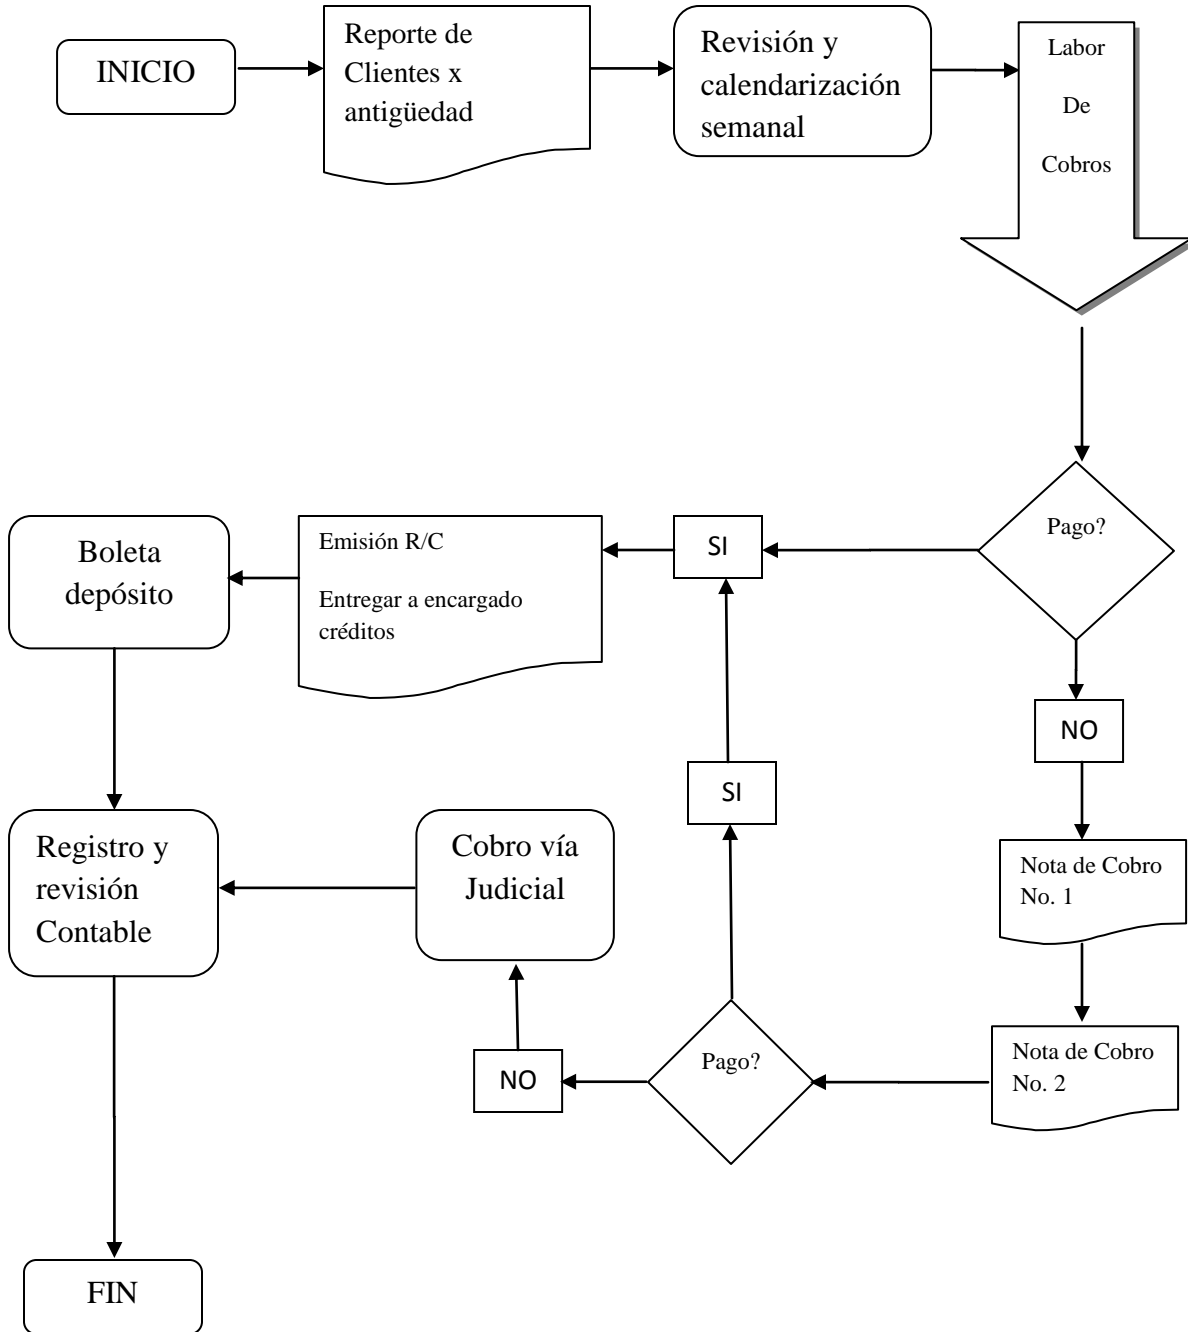 INICIO
Reporte de
Clientes x
antigüedad
Revisión y
calendarización
semanal
Labor
De
Cobros
Pago?
SI
Emisión R/C
Entregar a encargado
créditos
Boleta
depósito
NO
SI
Nota de Cobro
No. 1
Cobro vía
Judicial
Registro y
revisión
Contable
Nota de Cobro
No. 2
Pago?
NO
FIN